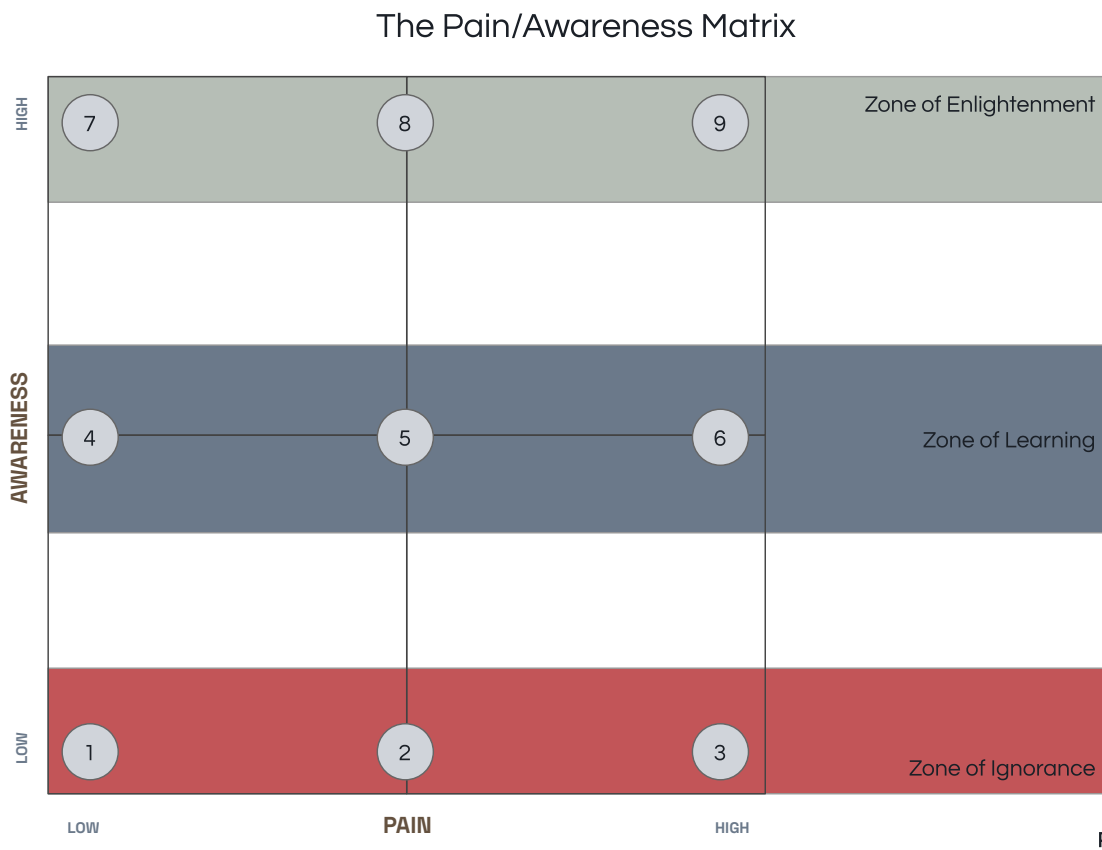 The Pain/Awareness Matrix
HIGH
7
8
9
Zone of Enlightenment
AWARENESS
4
5
6
Zone of Learning
LOW
1
2
3
Zone of Ignorance
LOW
PAIN
HIGH